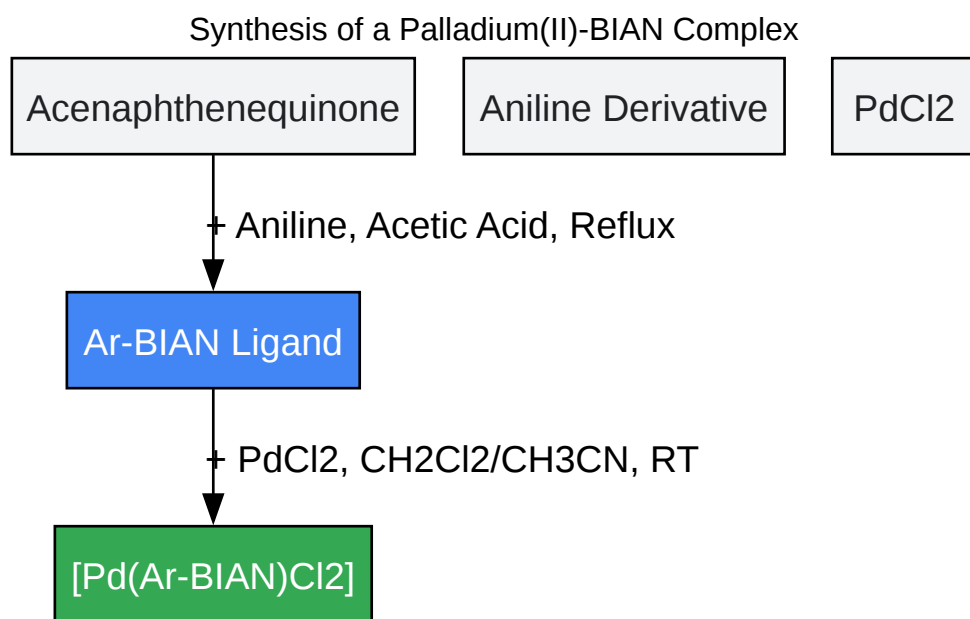 Synthesis of a Palladium(II)-BIAN Complex
Acenaphthenequinone
Aniline Derivative
PdCl2
+ Aniline, Acetic Acid, Reflux
Ar-BIAN Ligand
+ PdCl2, CH2Cl2/CH3CN, RT
[Pd(Ar-BIAN)Cl2]